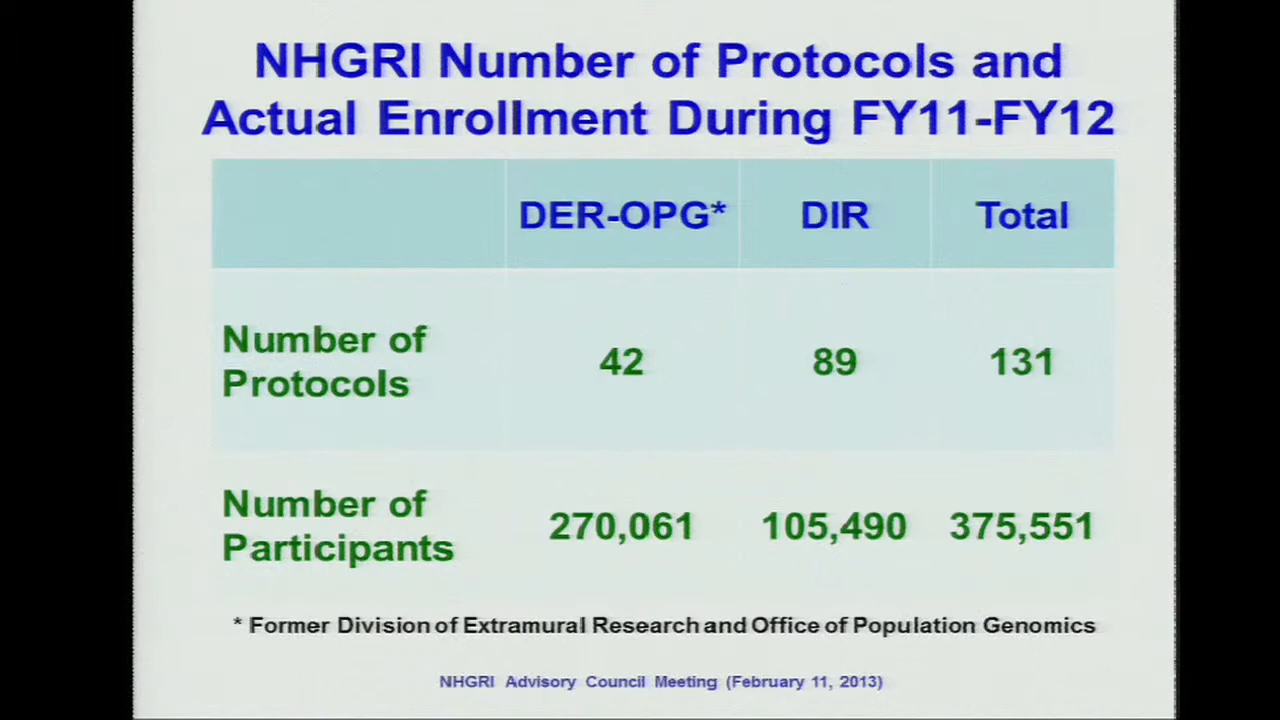 NHGRI Number of Protocols and
Actual Enrollment During FY11-FY12
DER-OPG* DIR Total
Number of
Protocols 42 89 131
Number of
Participants 270,061 105,490 375,551
* Former Division of Extramural Research and Office of Population Genomics
NHGRI Advisory Council Meeting (February 11, 2013)